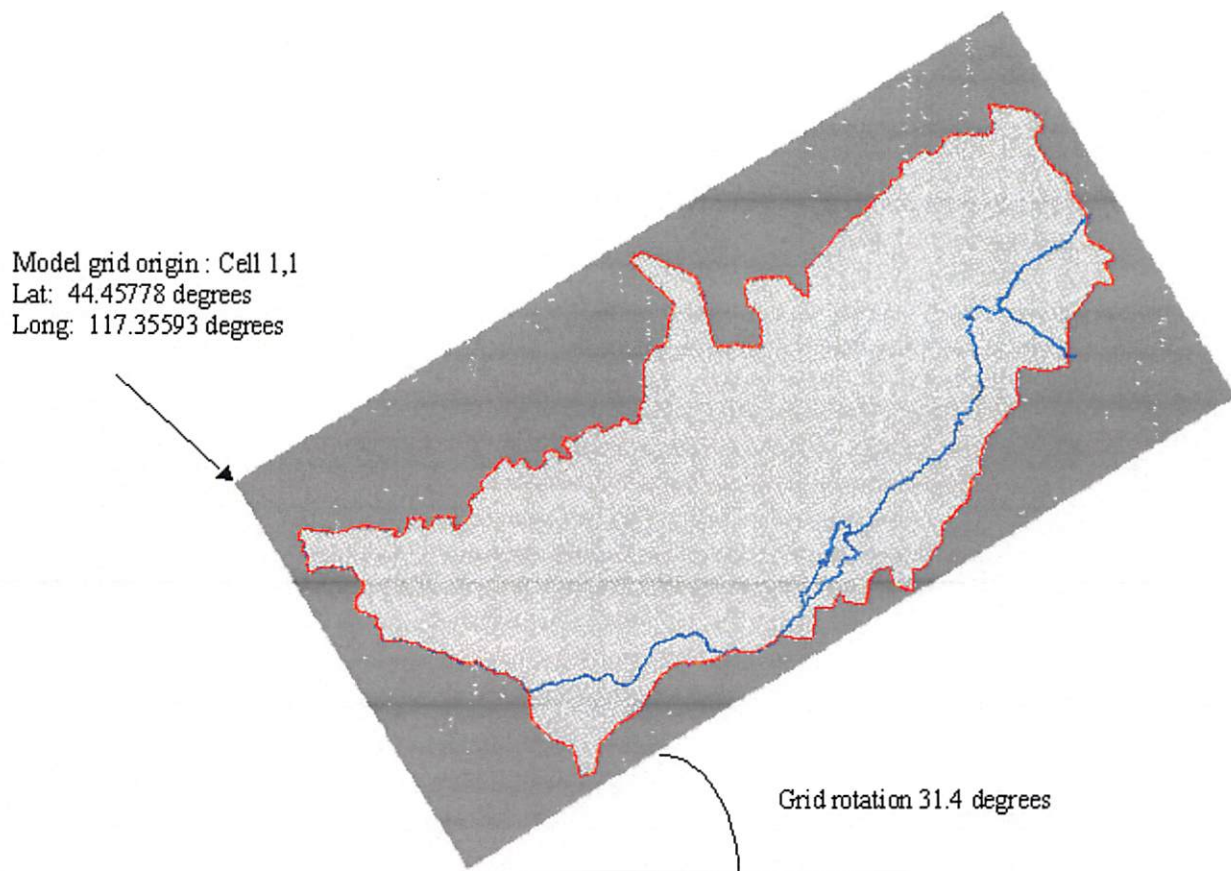 Model grid origin : Cell 1,1
Lat: 44.45778 degrees
Long: 117.35593 degrees
Grid rotation 31.4 degrees